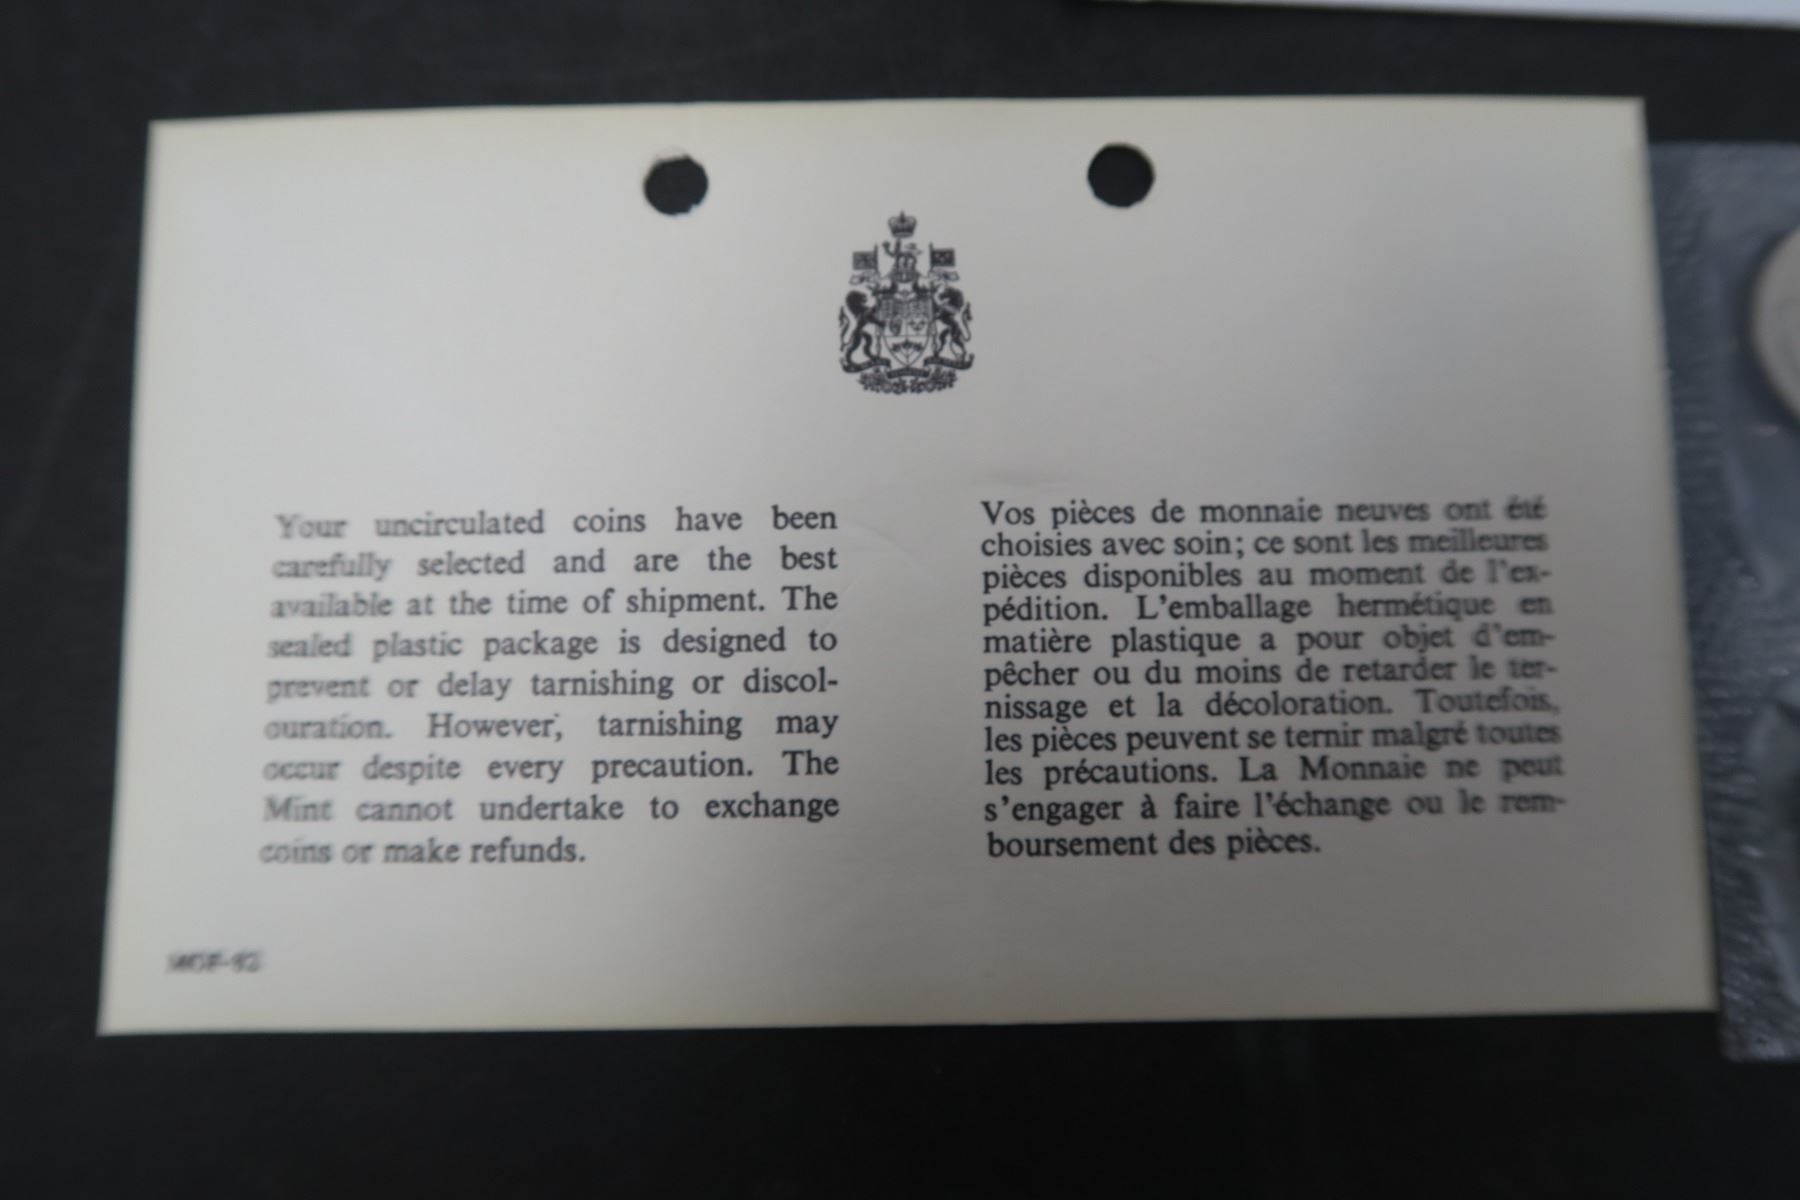 Your uncirculated coins have been
carefully selected and are the best
available at the time of shipment. The
sealed plastic package is designed to
prevent or delay tarnishing or discol-
ouration. However, tarnishing may
occur despite every precaution. The
Mint cannot undertake to exchange
coins or make refunds.
Vos pièces de monnaie neuves ont été
choisies avec soin; ce sont les meilleures
pièces disponibles au moment de l'ex-
pédition. L'emballage hermétique en
matière plastique a pour objet d'em-
pêcher ou du moins de retarder le ter-
nissage et la décoloration. Toutefois,
les pièces peuvent se ternir malgré toutes
les précautions. La Monnaie ne peut
s'engager à faire l'échange ou le rem-
boursement des pièces.